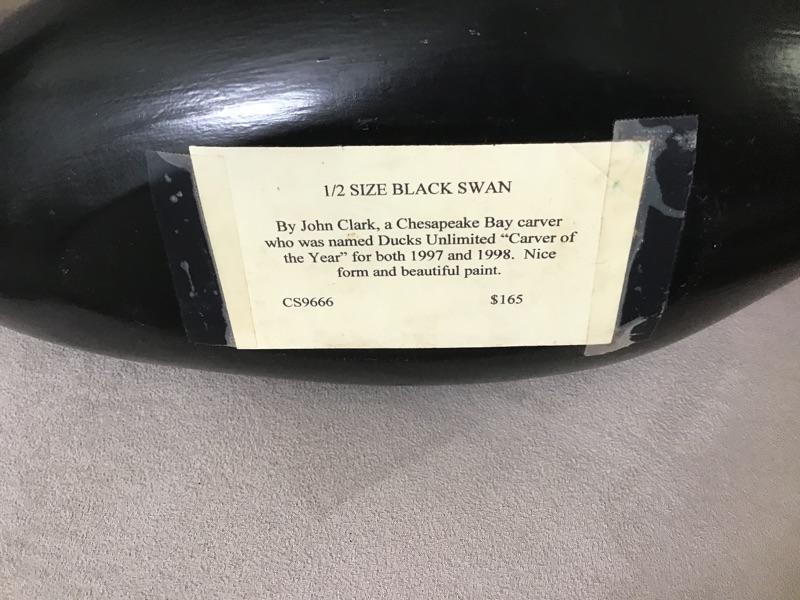 1/2 SIZE BLACK SWAN
By John Clark, a Chesapeake Bay carver
who was named Ducks Unlimited “Carver of
the Year” for both 1997 and 1998. Nice
form and beautiful paint.
CS9666 $165